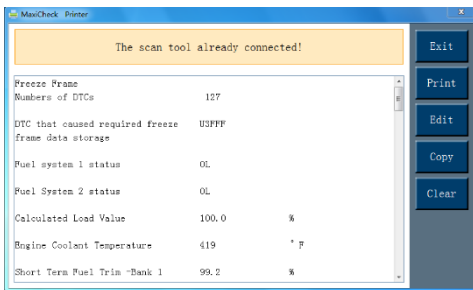 MaxiCheck Printer
The scan tool already connected!
Exit
Print
Edit
Copy
Clear
Freeze Frame
Numbers of DTCs 127
DTC that caused required freeze U3FFF
frame data storage
Fuel system 1 status OL
Fuel System 2 status OL
Calculated Load Value 100.0 %
Engine Coolant Temperature 419 °F
Short Term Fuel Trim -Bank 1 99.2 %